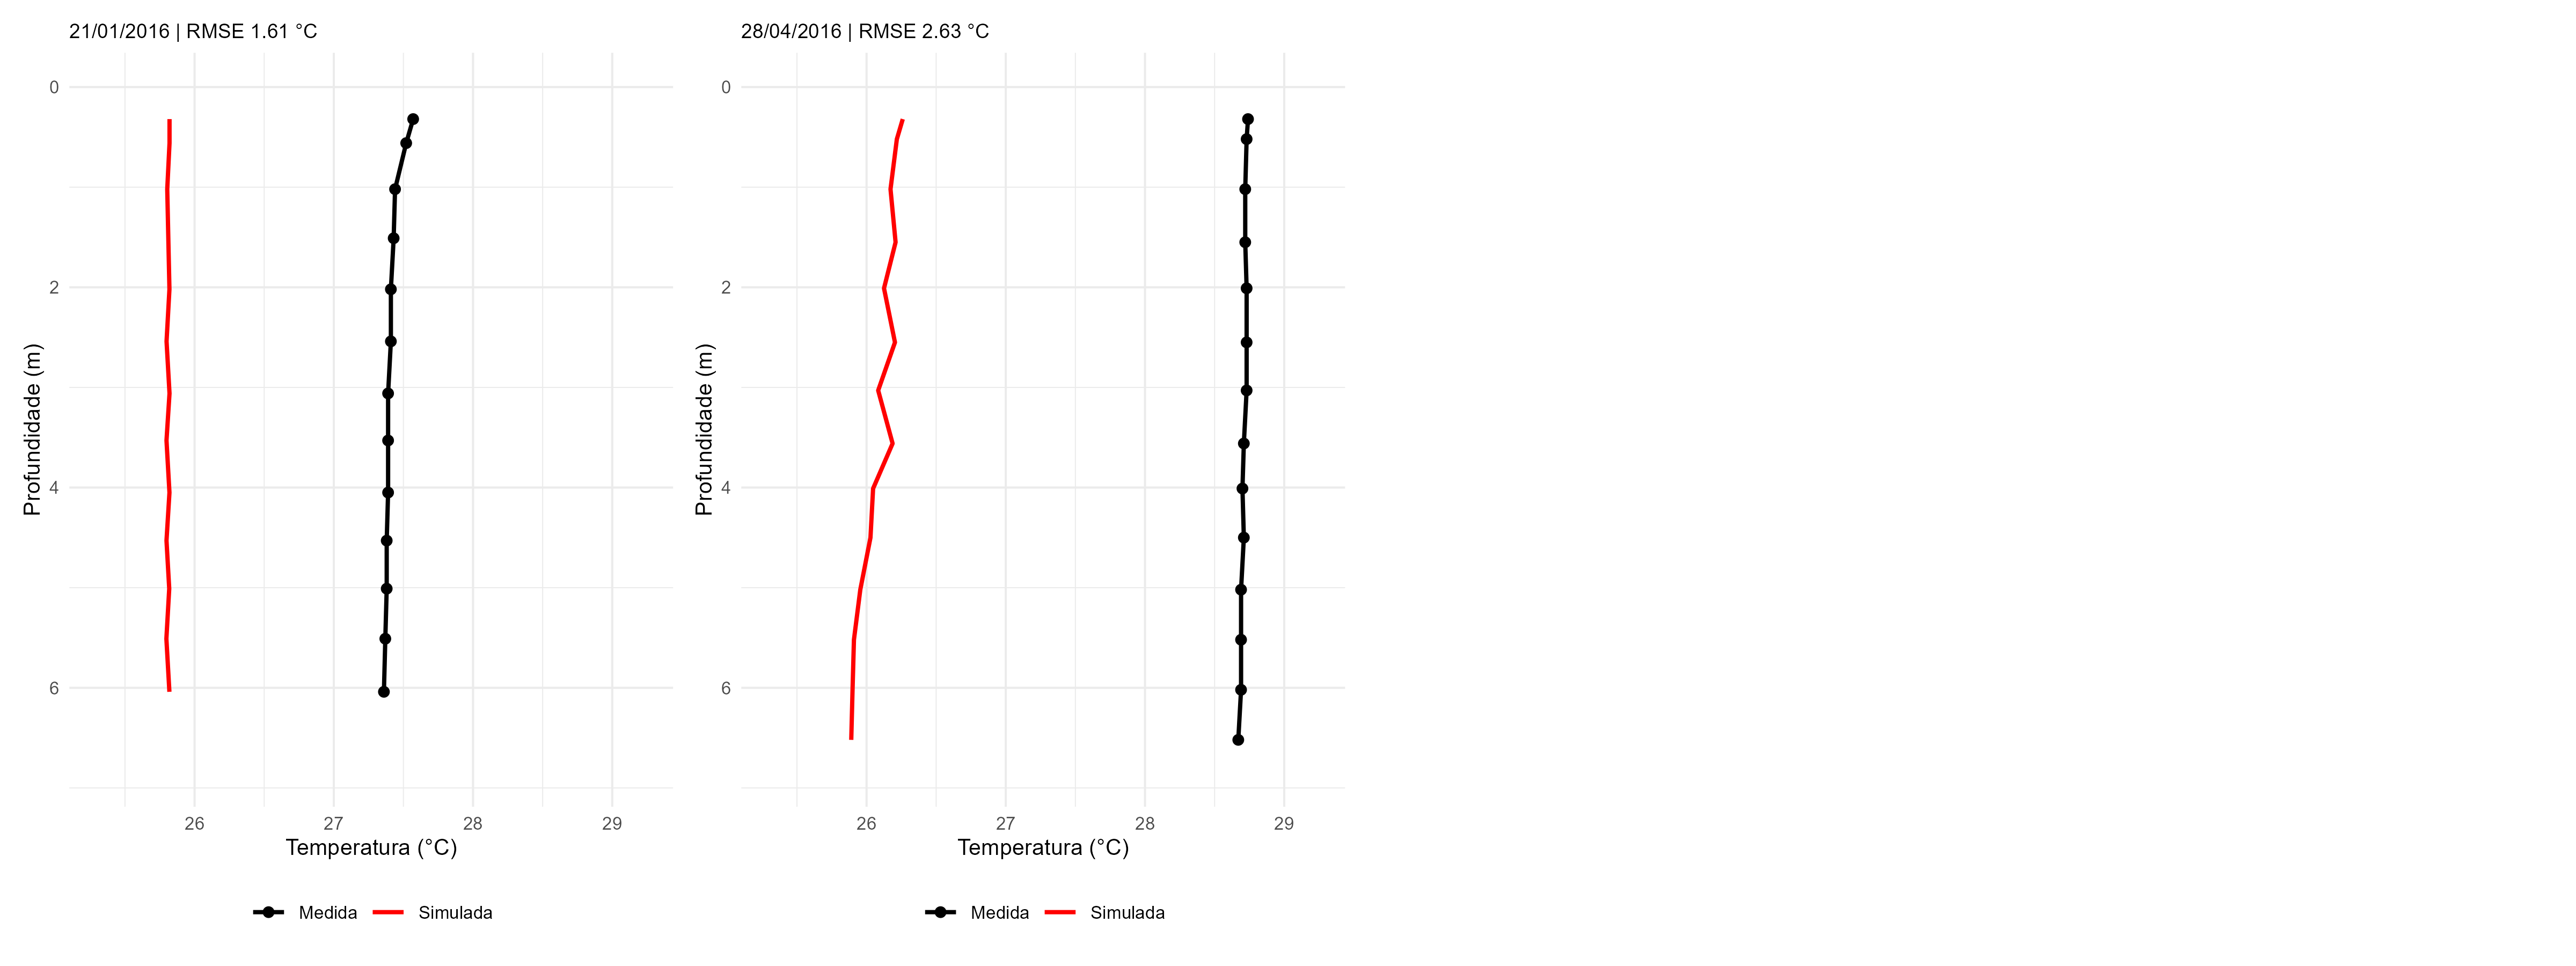 21/01/2016 | RMSE 1.61 °C
0
2
4
6
Profundidade (m)
26 27 28 29
Temperatura (°C)
Medida Simulada
28/04/2016 | RMSE 2.63 °C
0
2
4
6
Profundidade (m)
26 27 28 29
Temperatura (°C)
Medida Simulada